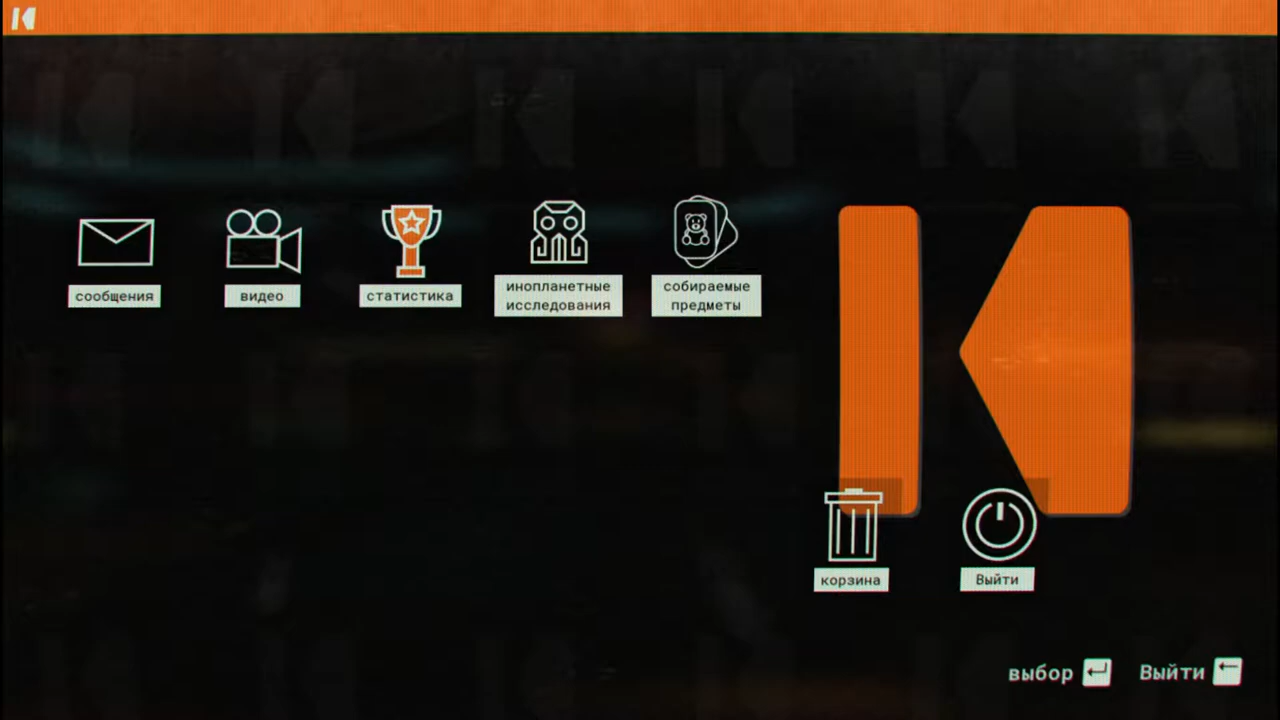 сообщения
видео
статистика
инопланетные
исследования
собираемые
предметы
корзина
Выйти
выбор
Выйти